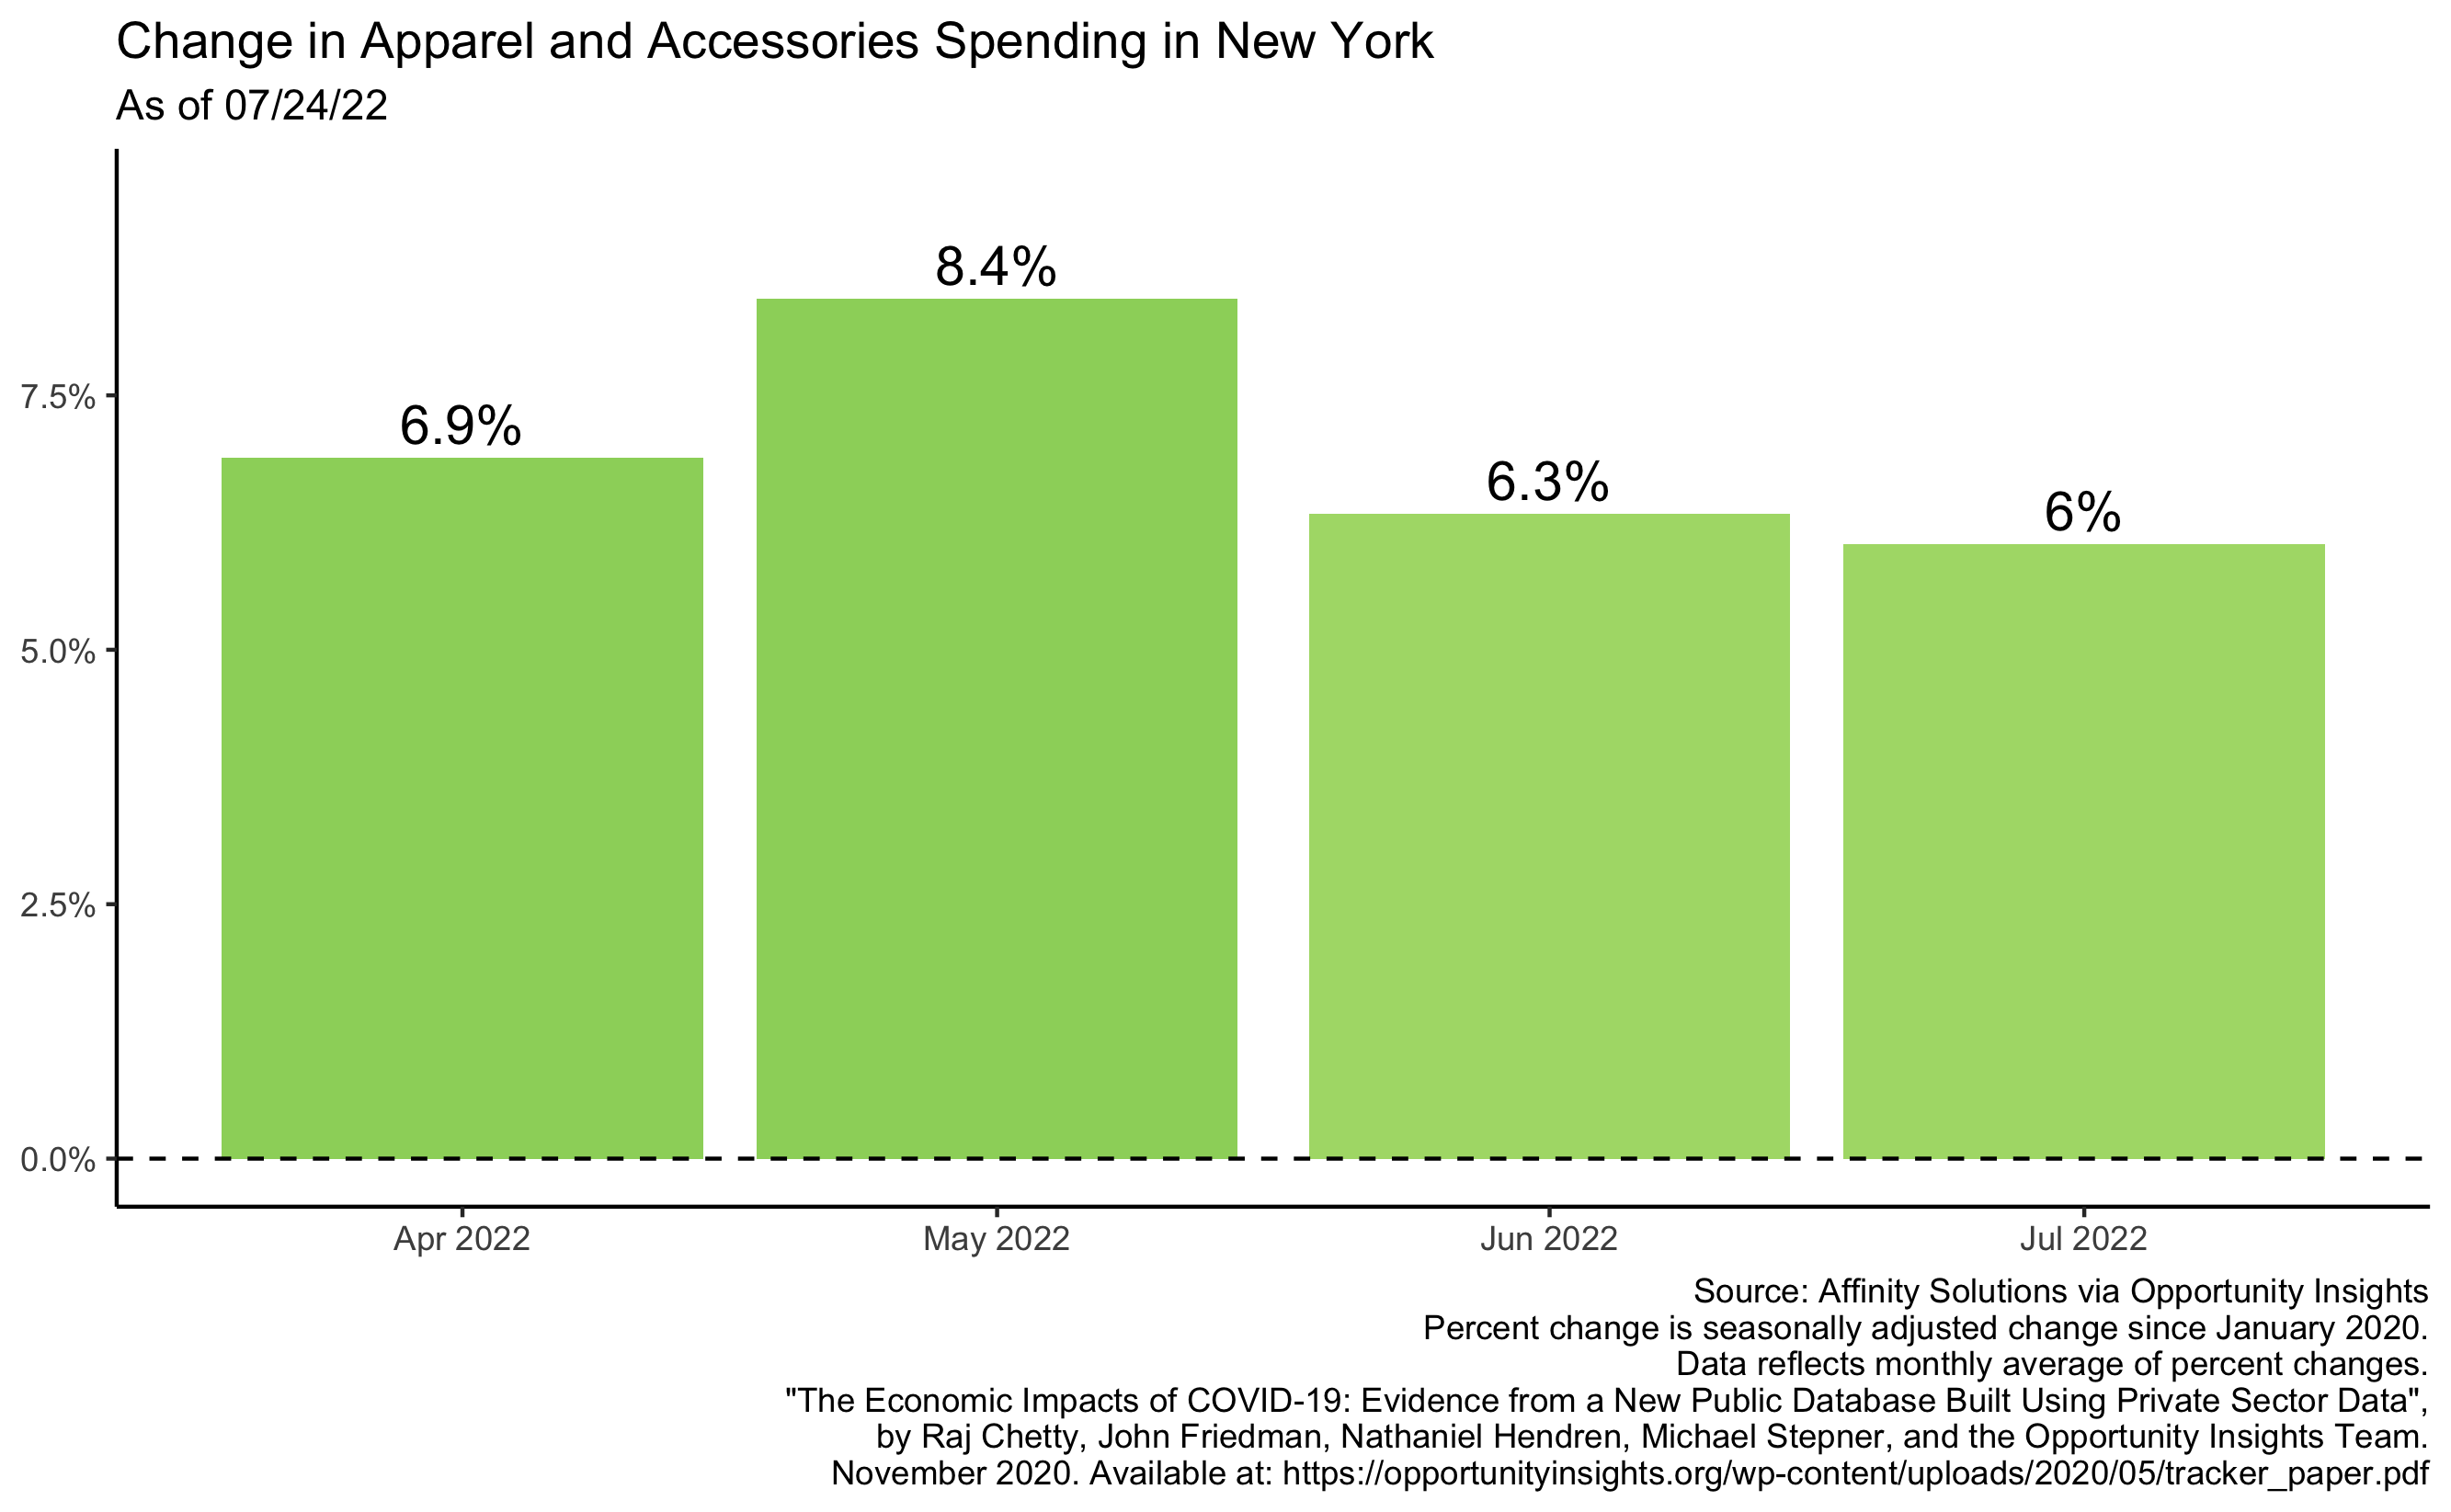 Change in Apparel and Accessories Spending in New York
As of 07/24/22
8.4%
7.5%
6.9%
6.3%
6%
5.0%
2.5%
0.0%
Apr 2022
May 2022
Jun 2022
Jul 2022
Source: Affinity Solutions via Opportunity Insights
Percent change is seasonally adjusted change since January 2020.
Data reflects monthly average of percent changes.
"The Economic Impacts of COVID-19: Evidence from a New Public Database Built Using Private Sector Data",
by Raj Chetty, John Friedman, Nathaniel Hendren, Michael Stepner, and the Opportunity Insights Team.
November 2020. Available at: https://opportunityinsights.org/wp-content/uploads/2020/05/tracker_paper.pdf